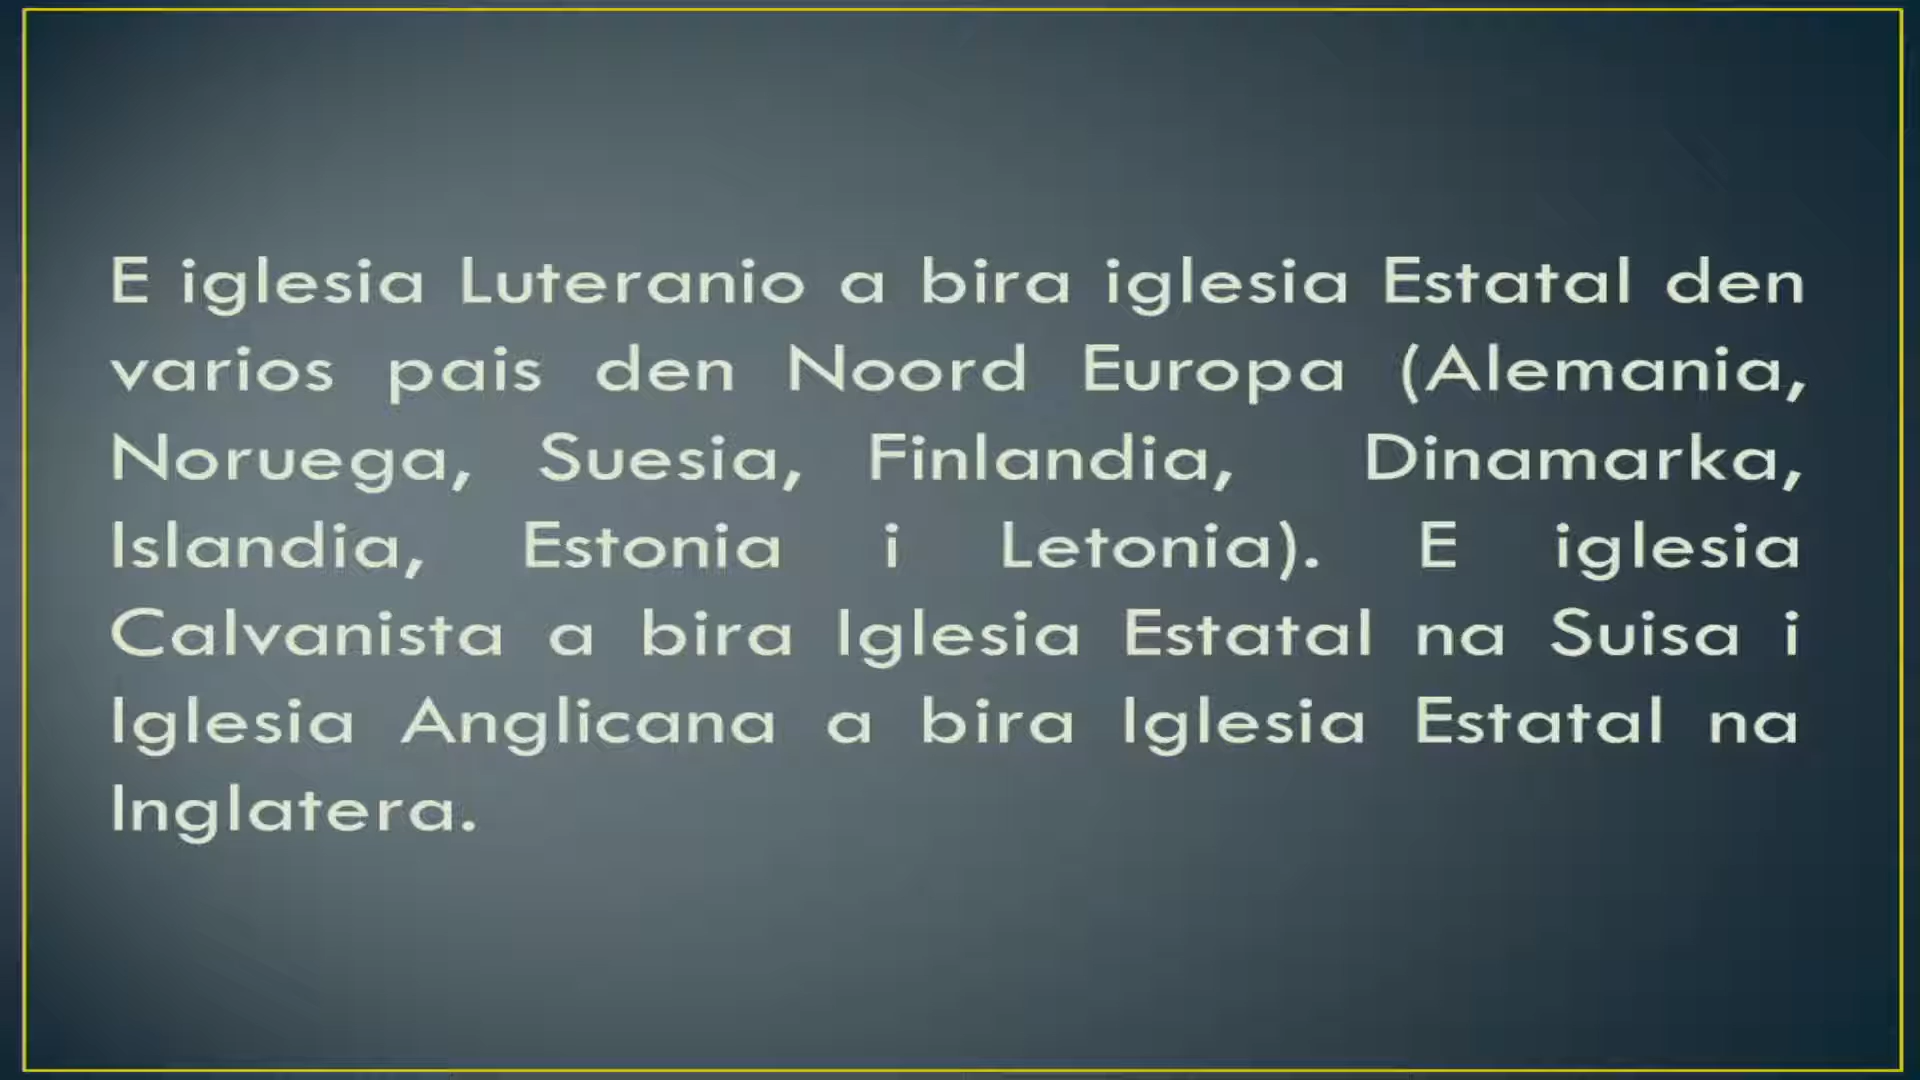 E iglesia Luteranio a bira iglesia Estatal den
varios pais den Noord Europa (Alemania,
Noruega, Suesia, Finlandia, Dinamarka,
Islandia, Estonia i Letonia). E iglesia
Calvanista a bira Iglesia Estatal na Suisa i
Iglesia Anglicana a bira Iglesia Estatal na
Inglatera.